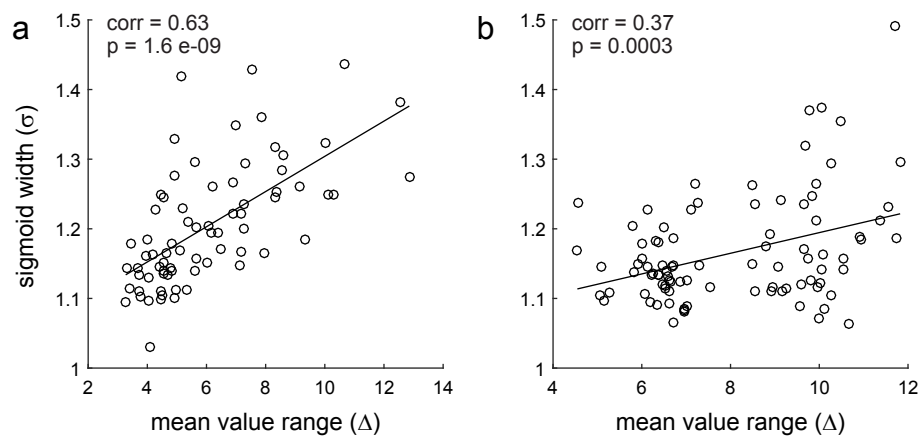 a
corr = 0.63
p = 1.6 e-09
1.5
1.4
1.3
1.2
1.1
1
sigmoid width (σ)
2
4
6
8
10
12
14
mean value range (Δ)
b
corr = 0.37
p = 0.0003
1.5
1.4
1.3
1.2
1.1
1
4
6
8
10
12
mean value range (Δ)